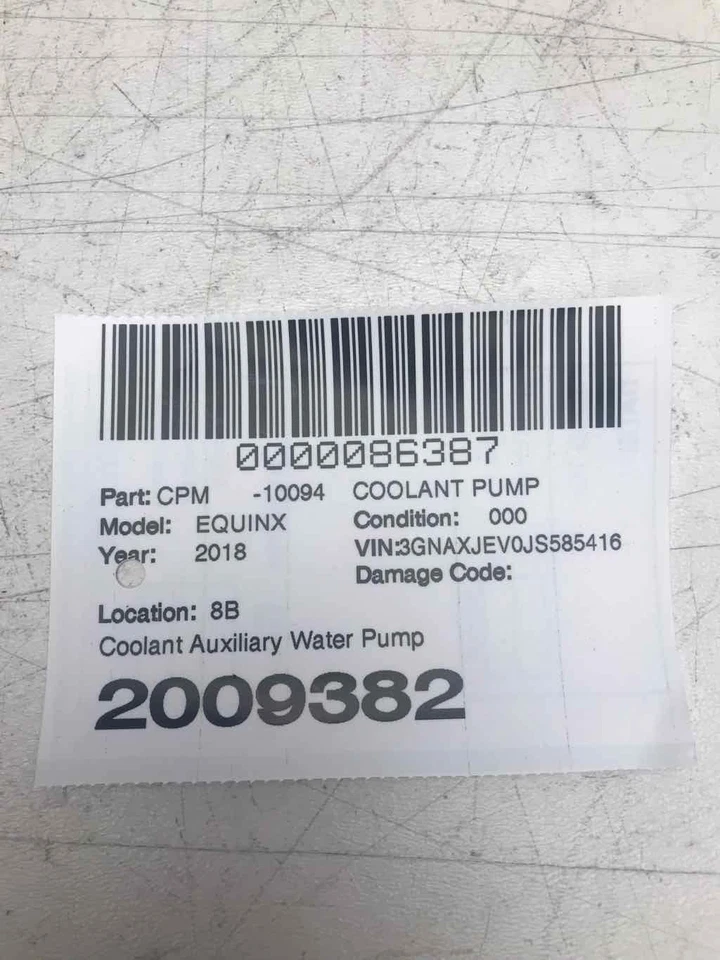 0000086387
Part: CPM -10094 COOLANT PUMP
Model: EQUINX Condition: 000
Year: 2018 VIN:3GNAXJEV0JS585416
Damage Code:
Location: 8B
Coolant Auxiliary Water Pump
2009382